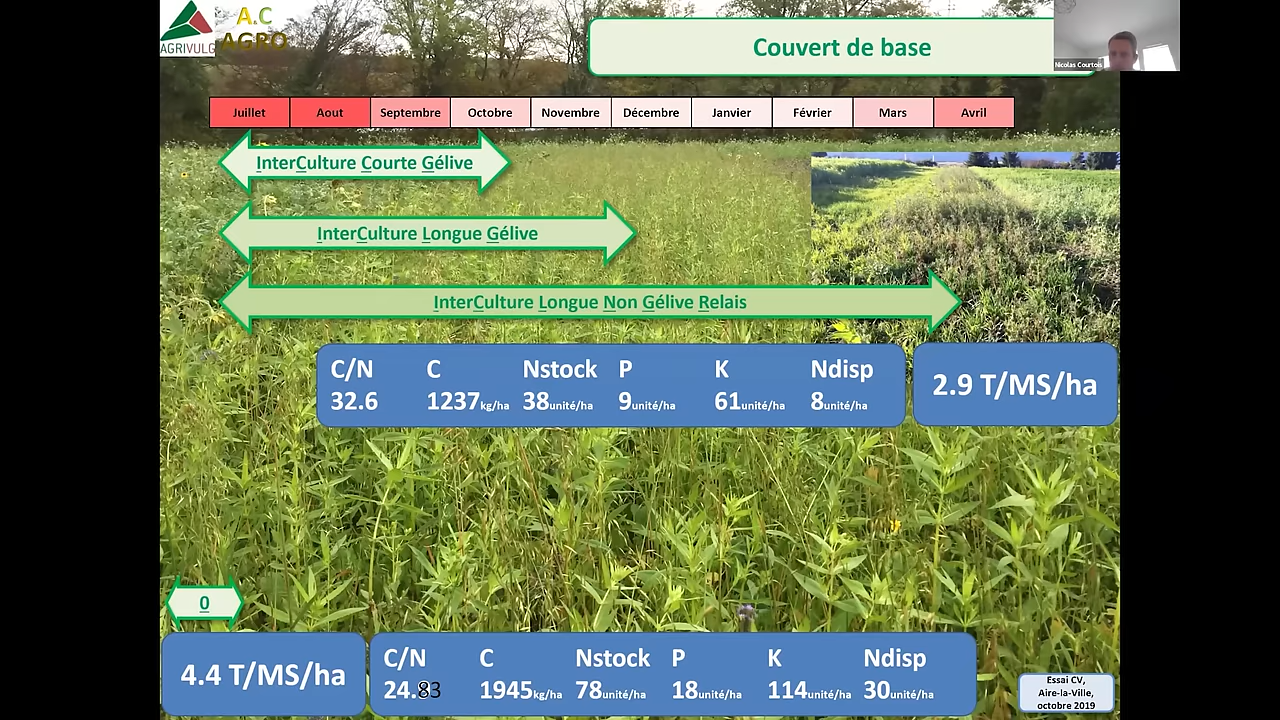 AGRIVULG
A.C
AGRO
Couvert de base
Nicolas Courtois
Juillet Aout Septembre Octobre Novembre Décembre Janvier Février Mars Avril
InterCulture Courte Gélive
InterCulture Longue Gélive
InterCulture Longue Non Gélive Relais
C/N C Nstock P K Ndisp
32.6 1237kg/ha 38unité/ha 9unité/ha 61unité/ha 8unité/ha
2.9 T/MS/ha
0
4.4 T/MS/ha
C/N C Nstock P K Ndisp
24.83 1945kg/ha 78unité/ha 18unité/ha 114unité/ha 30unité/ha
Essai CV,
Aire-la-Ville,
octobre 2019